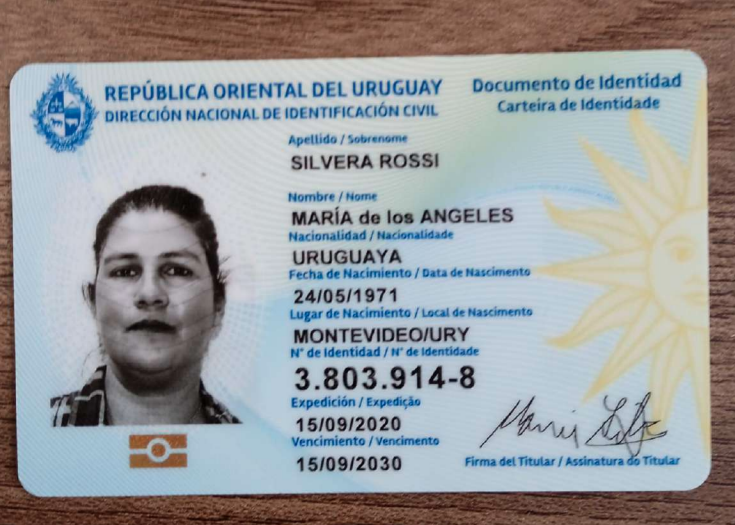 REPÚBLICA ORIENTAL DEL URUGUAY
DIRECCIÓN NACIONAL DE IDENTIFICACIÓN CIVIL
Documento de Identidad
Carteira de Identidade
Apellido / Sobrenome
SILVERA ROSSI
Nombre / Nome
MARÍA de los ANGELES
Nacionalidad / Nacionalidade
URUGUAYA
Fecha de Nacimiento / Data de Nascimento
24/05/1971
Lugar de Nacimiento / Local de Nascimento
MONTEVIDEO/URY
N° de Identidad / N° de Identidade
3.803.914-8
Expedición / Expedição
15/09/2020
Vencimiento / Vencimento
15/09/2030
Firma del Titular / Assinatura do Titular